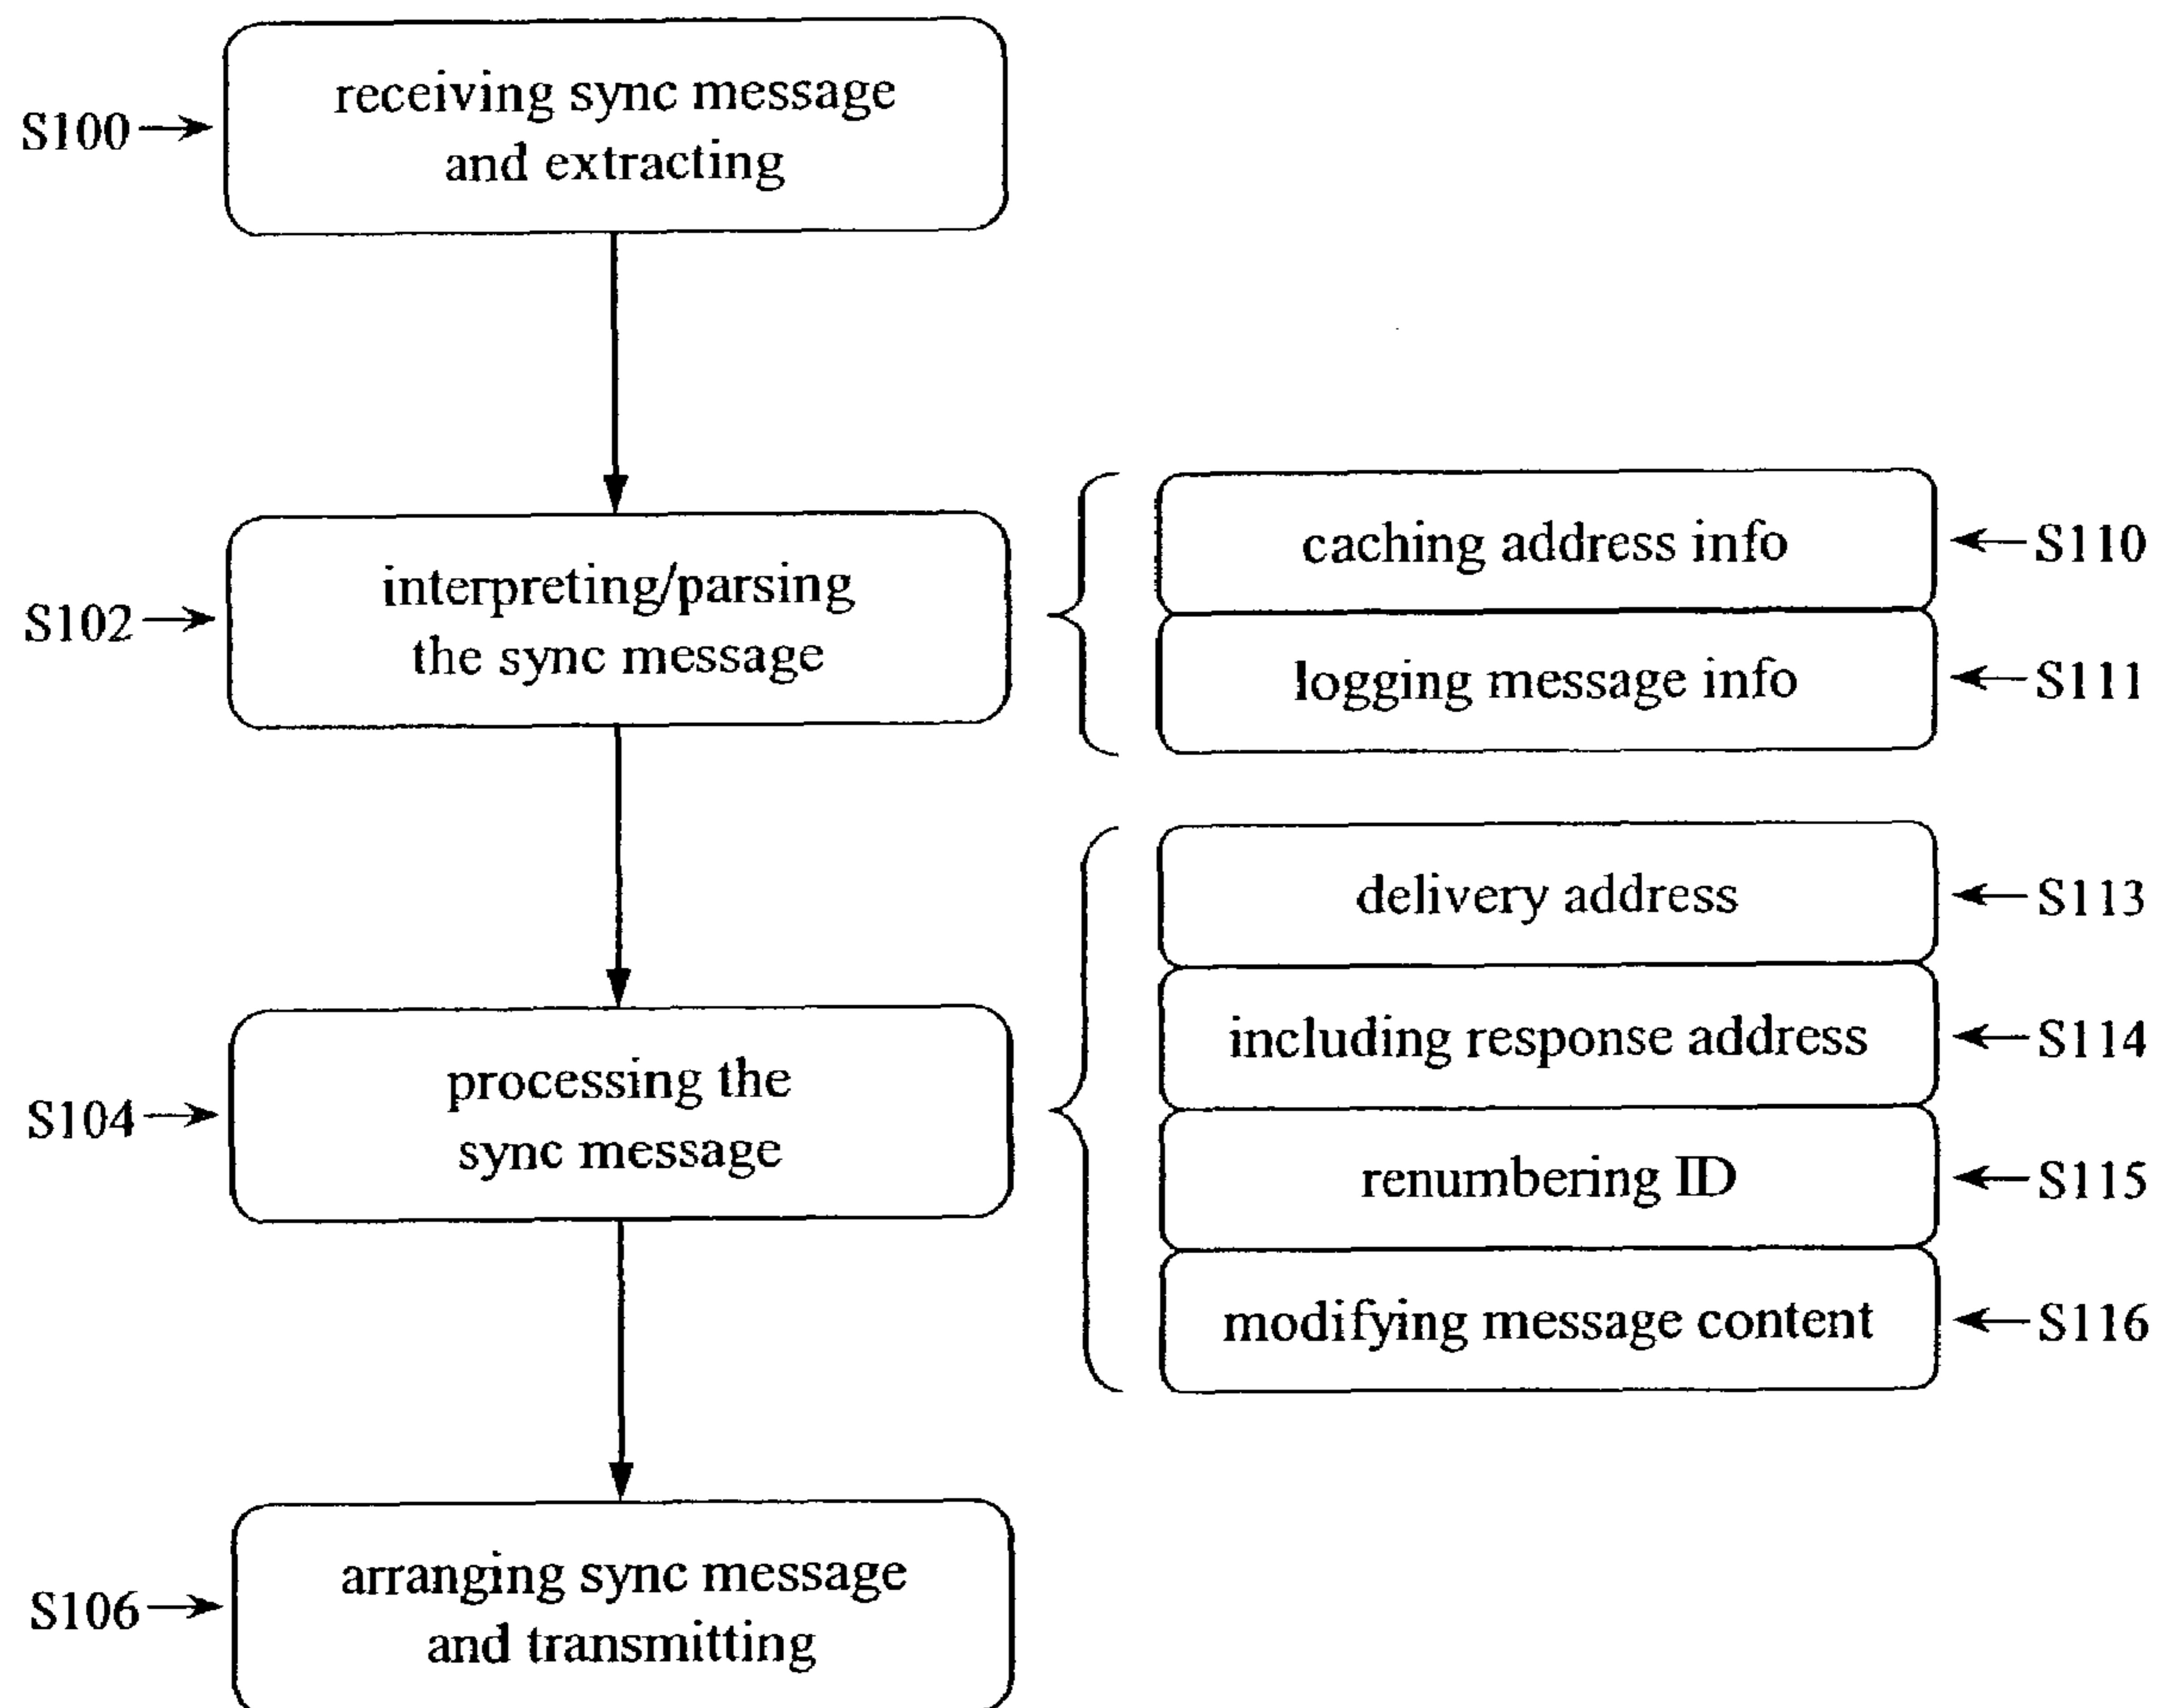 S100
receiving sync message
and extracting
S102
interpreting/parsing
the sync message
caching address info
S110
logging message info
S111
S104
processing the
sync message
delivery address
S113
including response address
S114
renumbering ID
S115
modifying message content
S116
S106
arranging sync message
and transmitting